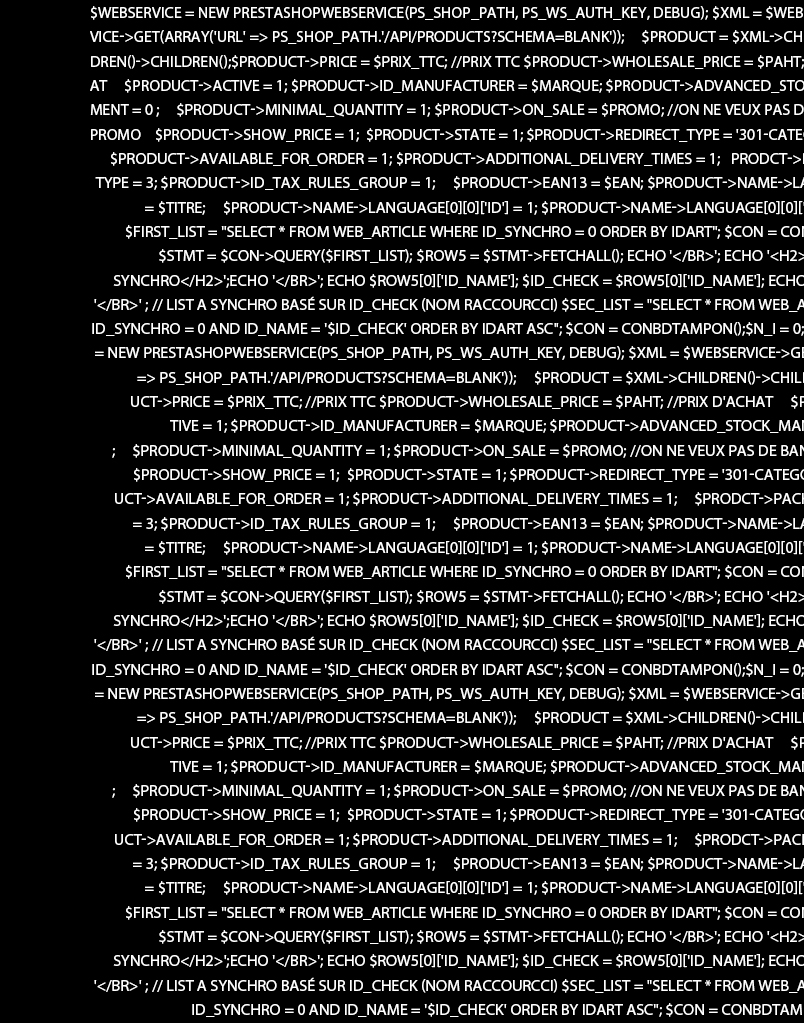 $WEBSERVICE = NEW PRESTASHOPWEBSERVICE(PS_SHOP_PATH, PS_WS_AUTH_KEY, DEBUG); $XML = $WEB
VICE->GET(ARRAY('URL' => PS_SHOP_PATH.'/API/PRODUCTS?SCHEMA=BLANK')); $PRODUCT = $XML->CH
DREN()->CHILDREN();$PRODUCT->PRICE = $PRIX_TTC; //PRIX TTC $PRODUCT->WHOLESALE_PRICE = $PAHT;
AT $PRODUCT->ACTIVE = 1; $PRODUCT->ID_MANUFACTURER = $MARQUE; $PRODUCT->ADVANCED_STO
MENT = 0 ; $PRODUCT->MINIMAL_QUANTITY = 1; $PRODUCT->ON_SALE = $PROMO; //ON NE VEUX PAS D
PROMO $PRODUCT->SHOW_PRICE = 1; $PRODUCT->STATE = 1; $PRODUCT->REDIRECT_TYPE = '301-CATEG
$PRODUCT->AVAILABLE_FOR_ORDER = 1; $PRODUCT->ADDITIONAL_DELIVERY_TIMES = 1; PRODCT->
TYPE = 3; $PRODUCT->ID_TAX_RULES_GROUP = 1; $PRODUCT->EAN13 = $EAN; $PRODUCT->NAME->LA
= $TITRE; $PRODUCT->NAME->LANGUAGE[0][0]['ID'] = 1; $PRODUCT->NAME->LANGUAGE[0][0]['
$FIRST_LIST = "SELECT * FROM WEB_ARTICLE WHERE ID_SYNCHRO = 0 ORDER BY IDART"; $CON = CON
$STMT = $CON->QUERY($FIRST_LIST); $ROW5 = $STMT->FETCHALL(); ECHO '</BR>'; ECHO '<H2>
SYNCHRO</H2>';ECHO '</BR>'; ECHO $ROW5[0]['ID_NAME']; $ID_CHECK = $ROW5[0]['ID_NAME']; ECHO
'</BR>' ; // LIST A SYNCHRO BASÉ SUR ID_CHECK (NOM RACCOURCCI) $SEC_LIST = "SELECT * FROM WEB_A
ID_SYNCHRO = 0 AND ID_NAME = '$ID_CHECK' ORDER BY IDART ASC"; $CON = CONBDTAMPON();$N_I = 0;
= NEW PRESTASHOPWEBSERVICE(PS_SHOP_PATH, PS_WS_AUTH_KEY, DEBUG); $XML = $WEBSERVICE->GE
=> PS_SHOP_PATH.'/API/PRODUCTS?SCHEMA=BLANK')); $PRODUCT = $XML->CHILDREN()->CHIL
UCT->PRICE = $PRIX_TTC; //PRIX TTC $PRODUCT->WHOLESALE_PRICE = $PAHT; //PRIX D'ACHAT $P
TIVE = 1; $PRODUCT->ID_MANUFACTURER = $MARQUE; $PRODUCT->ADVANCED_STOCK_MAN
; $PRODUCT->MINIMAL_QUANTITY = 1; $PRODUCT->ON_SALE = $PROMO; //ON NE VEUX PAS DE BAN
$PRODUCT->SHOW_PRICE = 1; $PRODUCT->STATE = 1; $PRODUCT->REDIRECT_TYPE = '301-CATEGO
UCT->AVAILABLE_FOR_ORDER = 1; $PRODUCT->ADDITIONAL_DELIVERY_TIMES = 1; $PRODCT->PACK
= 3; $PRODUCT->ID_TAX_RULES_GROUP = 1; $PRODUCT->EAN13 = $EAN; $PRODUCT->NAME->LA
= $TITRE; $PRODUCT->NAME->LANGUAGE[0][0]['ID'] = 1; $PRODUCT->NAME->LANGUAGE[0][0]['
$FIRST_LIST = "SELECT * FROM WEB_ARTICLE WHERE ID_SYNCHRO = 0 ORDER BY IDART"; $CON = CON
$STMT = $CON->QUERY($FIRST_LIST); $ROW5 = $STMT->FETCHALL(); ECHO '</BR>'; ECHO '<H2>
SYNCHRO</H2>';ECHO '</BR>'; ECHO $ROW5[0]['ID_NAME']; $ID_CHECK = $ROW5[0]['ID_NAME']; ECHO
'</BR>' ; // LIST A SYNCHRO BASÉ SUR ID_CHECK (NOM RACCOURCCI) $SEC_LIST = "SELECT * FROM WEB_A
ID_SYNCHRO = 0 AND ID_NAME = '$ID_CHECK' ORDER BY IDART ASC"; $CON = CONBDTAMPON();$N_I = 0;
= NEW PRESTASHOPWEBSERVICE(PS_SHOP_PATH, PS_WS_AUTH_KEY, DEBUG); $XML = $WEBSERVICE->GE
=> PS_SHOP_PATH.'/API/PRODUCTS?SCHEMA=BLANK')); $PRODUCT = $XML->CHILDREN()->CHIL
UCT->PRICE = $PRIX_TTC; //PRIX TTC $PRODUCT->WHOLESALE_PRICE = $PAHT; //PRIX D'ACHAT $P
TIVE = 1; $PRODUCT->ID_MANUFACTURER = $MARQUE; $PRODUCT->ADVANCED_STOCK_MAN
; $PRODUCT->MINIMAL_QUANTITY = 1; $PRODUCT->ON_SALE = $PROMO; //ON NE VEUX PAS DE BAN
$PRODUCT->SHOW_PRICE = 1; $PRODUCT->STATE = 1; $PRODUCT->REDIRECT_TYPE = '301-CATEGO
UCT->AVAILABLE_FOR_ORDER = 1; $PRODUCT->ADDITIONAL_DELIVERY_TIMES = 1; $PRODCT->PACK
= 3; $PRODUCT->ID_TAX_RULES_GROUP = 1; $PRODUCT->EAN13 = $EAN; $PRODUCT->NAME->LA
= $TITRE; $PRODUCT->NAME->LANGUAGE[0][0]['ID'] = 1; $PRODUCT->NAME->LANGUAGE[0][0]['
$FIRST_LIST = "SELECT * FROM WEB_ARTICLE WHERE ID_SYNCHRO = 0 ORDER BY IDART"; $CON = CON
$STMT = $CON->QUERY($FIRST_LIST); $ROW5 = $STMT->FETCHALL(); ECHO '</BR>'; ECHO '<H2>
SYNCHRO</H2>';ECHO '</BR>'; ECHO $ROW5[0]['ID_NAME']; $ID_CHECK = $ROW5[0]['ID_NAME']; ECHO
'</BR>' ; // LIST A SYNCHRO BASÉ SUR ID_CHECK (NOM RACCOURCCI) $SEC_LIST = "SELECT * FROM WEB_A
ID_SYNCHRO = 0 AND ID_NAME = '$ID_CHECK' ORDER BY IDART ASC"; $CON = CONBDTAM